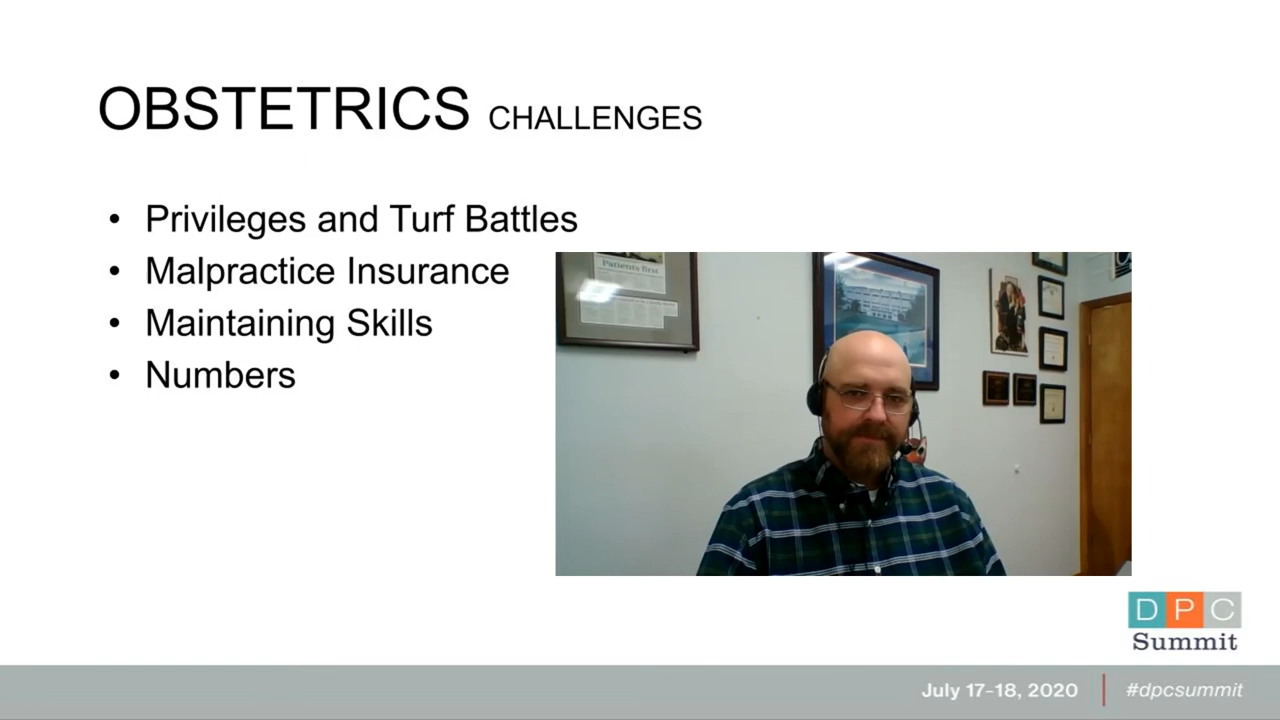 OBSTETRICS CHALLENGES
• Privileges and Turf Battles
• Malpractice Insurance
• Maintaining Skills
• Numbers
Patients first
D P C
Summit
July 17–18, 2020 | #dpcsummit